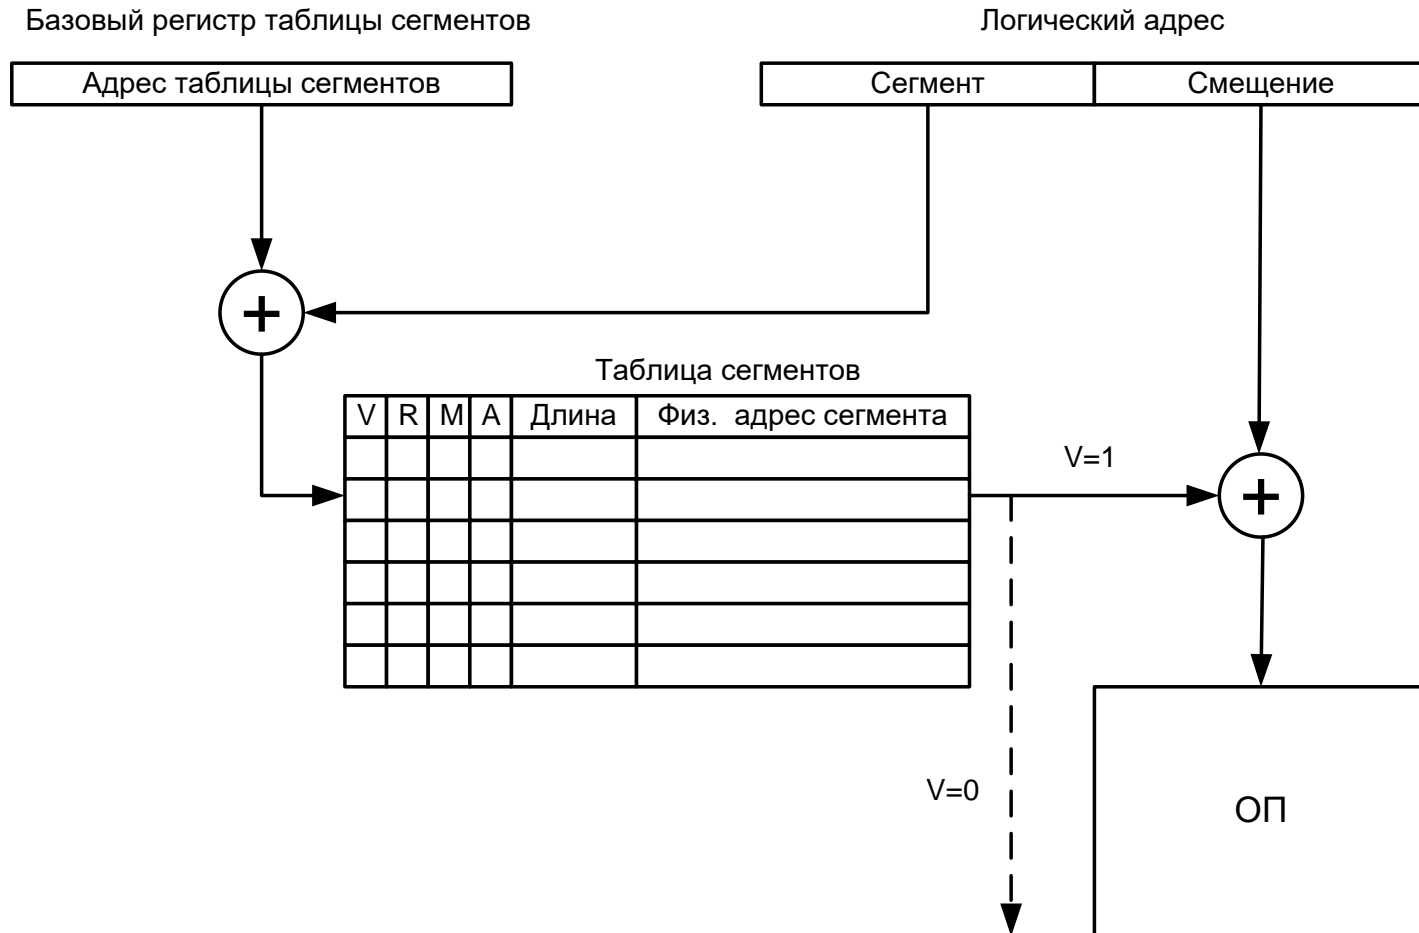 Базовый регистр таблицы сегментов
Логический адрес
Адрес таблицы сегментов
Сегмент
Смещение
+
Таблица сегментов
V R M A Длина Физ. адрес сегмента
V=1
+
V=0
ОП